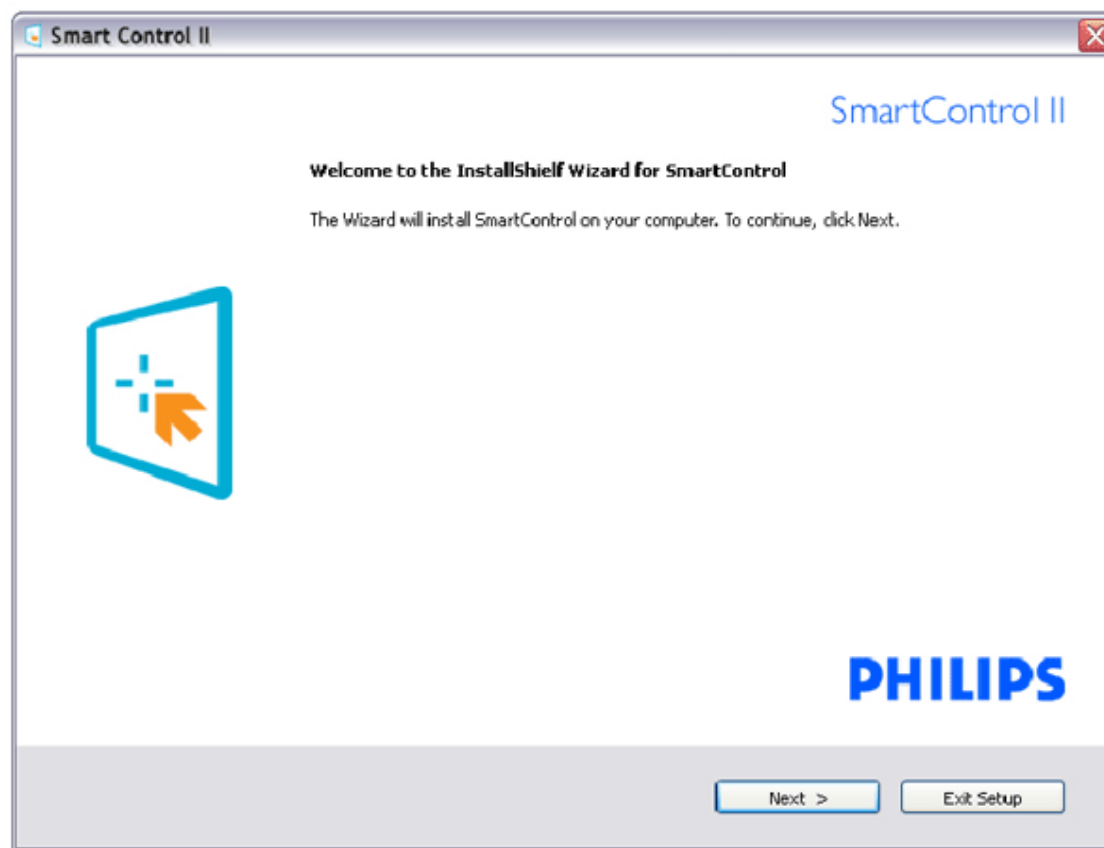 Smart Control II
SmartControl II
Welcome to the InstallShielf Wizard for SmartControl
The Wizard will install SmartControl on your computer. To continue, click Next.
PHILIPS
Next >
Exit Setup